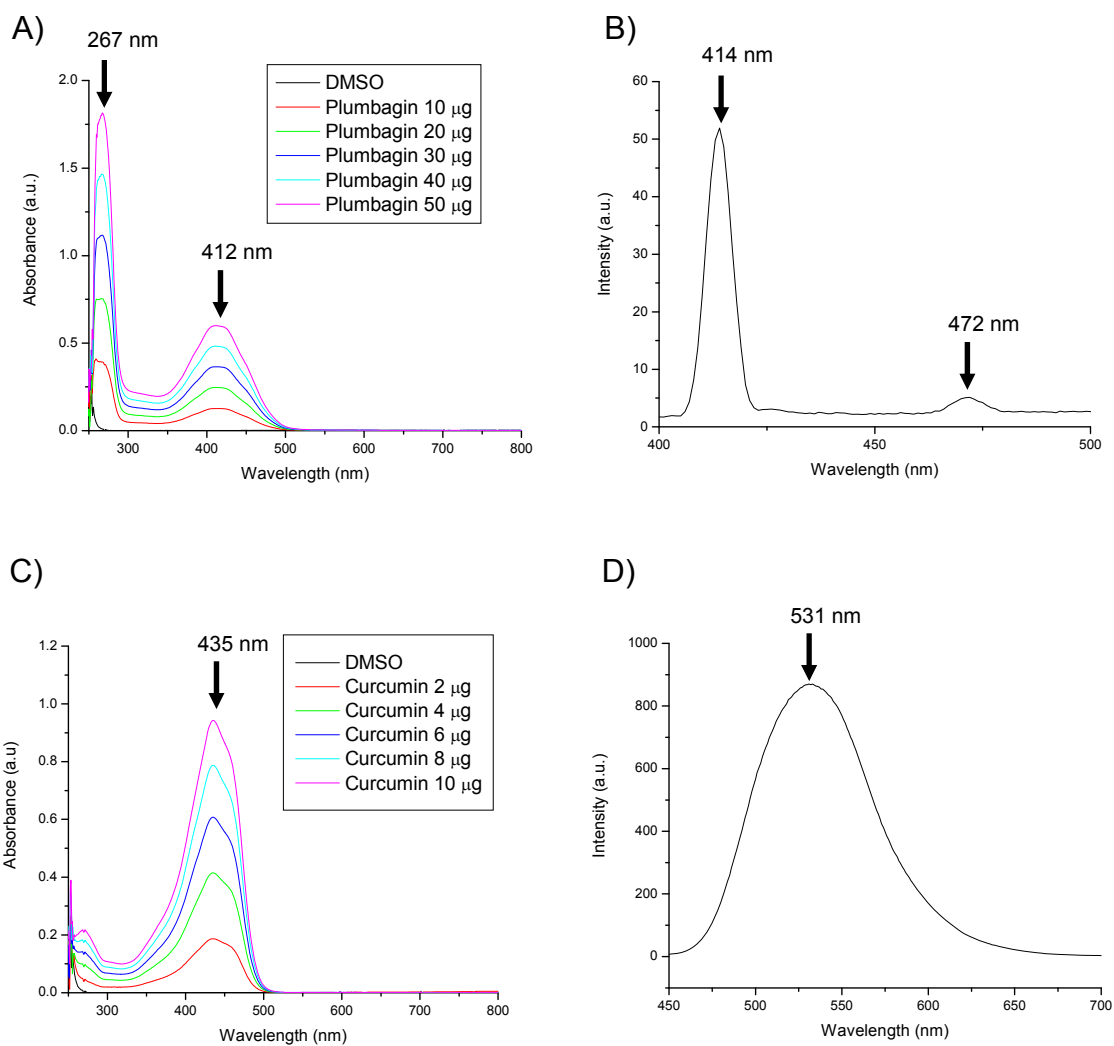 A)
267 nm
2.0
1.5
1.0
0.5
0.0
Absorbance (a.u.)
412 nm
DMSO
Plumbagin 10 μg
Plumbagin 20 μg
Plumbagin 30 μg
Plumbagin 40 μg
Plumbagin 50 μg
300 400 500 600 700 800
Wavelength (nm)
B)
414 nm
472 nm
60
50
40
30
20
10
0
Intensity (a.u.)
400 450 500
Wavelength (nm)
C)
435 nm
1.2
1.0
0.8
0.6
0.4
0.2
0.0
Absorbance (a.u)
DMSO
Curcumin 2 μg
Curcumin 4 μg
Curcumin 6 μg
Curcumin 8 μg
Curcumin 10 μg
300 400 500 600 700 800
Wavelength (nm)
D)
531 nm
1000
800
600
400
200
0
Intensity (a.u.)
450 500 550 600 650 700
Wavelength (nm)